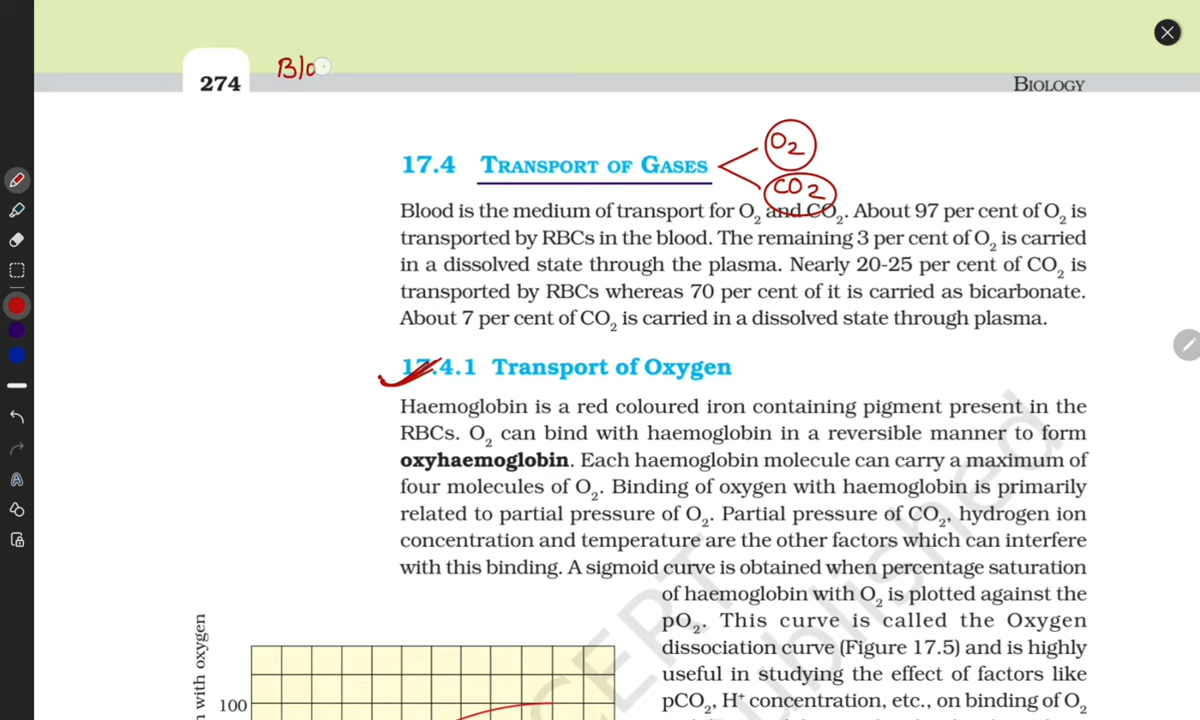 Blo
274
BIOLOGY
17.4 TRANSPORT OF GASES
O2
CO2
Blood is the medium of transport for O2 and CO2. About 97 per cent of O2 is
transported by RBCs in the blood. The remaining 3 per cent of O2 is carried
in a dissolved state through the plasma. Nearly 20-25 per cent of CO2 is
transported by RBCs whereas 70 per cent of it is carried as bicarbonate.
About 7 per cent of CO2 is carried in a dissolved state through plasma.
17.4.1 Transport of Oxygen
Haemoglobin is a red coloured iron containing pigment present in the
RBCs. O2 can bind with haemoglobin in a reversible manner to form
oxyhaemoglobin. Each haemoglobin molecule can carry a maximum of
four molecules of O2. Binding of oxygen with haemoglobin is primarily
related to partial pressure of O2. Partial pressure of CO2, hydrogen ion
concentration and temperature are the other factors which can interfere
with this binding. A sigmoid curve is obtained when percentage saturation
of haemoglobin with O2 is plotted against the
pO2. This curve is called the Oxygen
dissociation curve (Figure 17.5) and is highly
useful in studying the effect of factors like
pCO2, H+ concentration, etc., on binding of O2
with oxygen
100